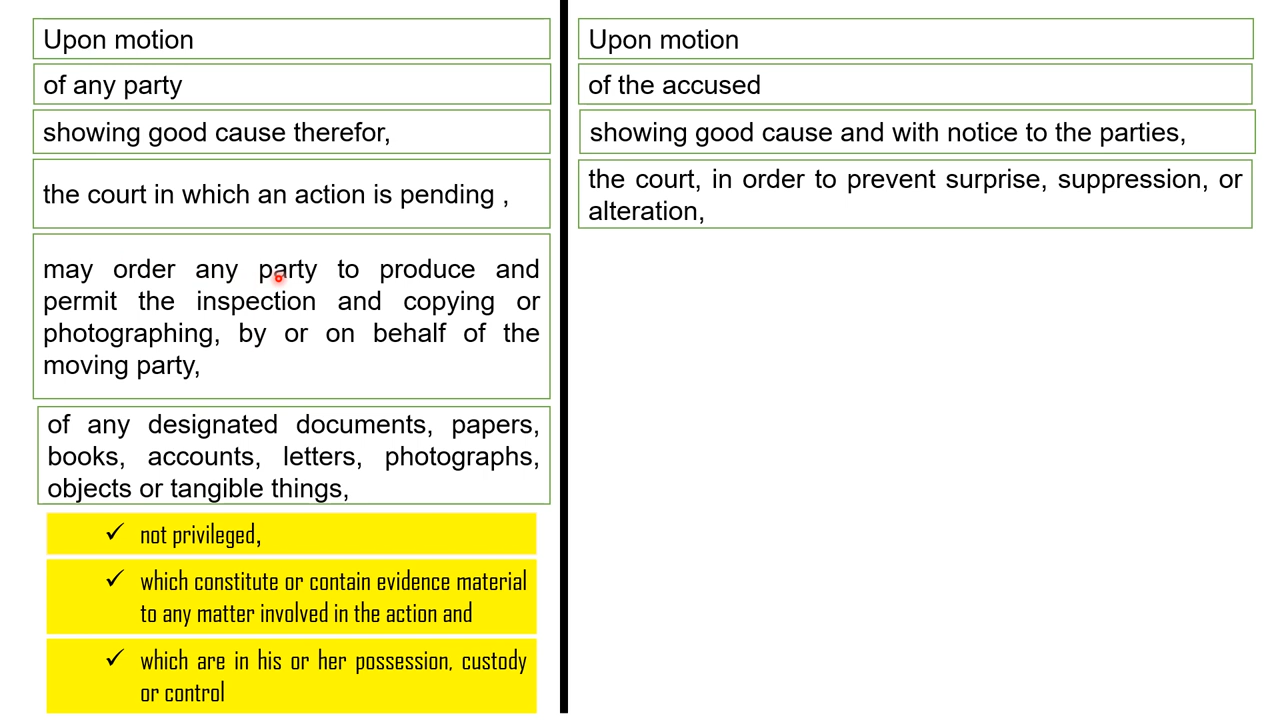 Upon motion
of any party
showing good cause therefor,
the court in which an action is pending ,
may order any party to produce and
permit the inspection and copying or
photographing, by or on behalf of the
moving party,
of any designated documents, papers,
books, accounts, letters, photographs,
objects or tangible things,
✓ not privileged,
✓ which constitute or contain evidence material
to any matter involved in the action and
✓ which are in his or her possession, custody
or control
Upon motion
of the accused
showing good cause and with notice to the parties,
the court, in order to prevent surprise, suppression, or
alteration,